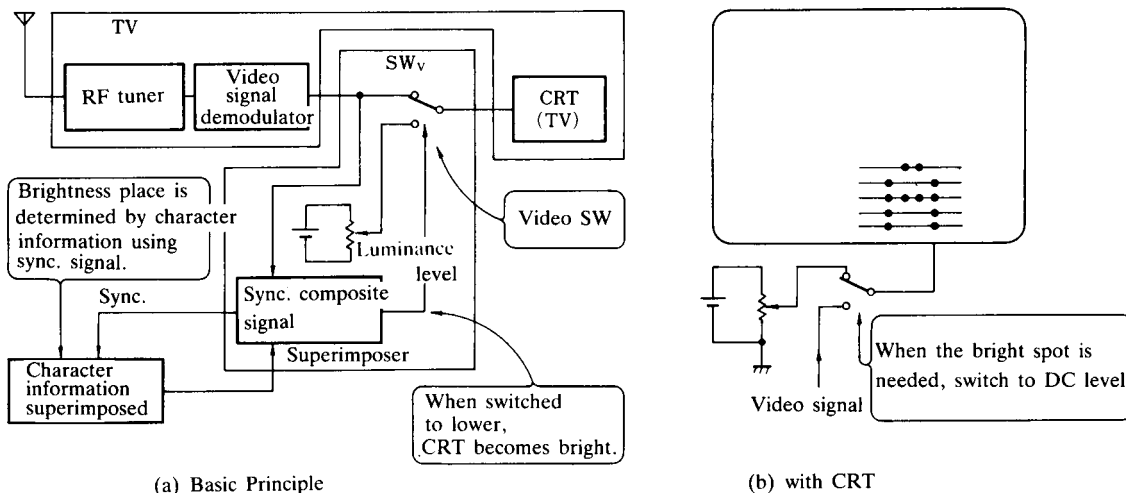 TV
RF tuner
Video
signal
demodulator
SWV
CRT
(TV)
Brightness place is
determined by character
information using
sync. signal.
Video SW
Luminance
level
Sync.
Sync. composite
signal
Superimposer
Character
information
superimposed
When switched
to lower,
CRT becomes bright.
(a) Basic Principle
When the bright spot is
needed, switch to DC level
Video signal
(b) with CRT